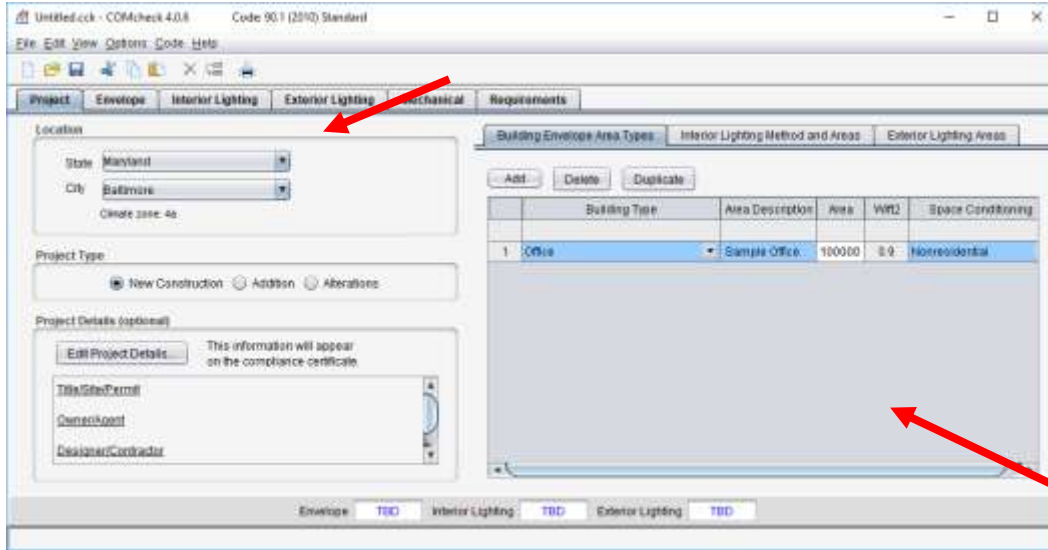 Untitled.cck - COMcheck 4.0.8 Code: 90.1 (2010) Standard
File Edit View Options Code Help
Project Envelope Interior Lighting Exterior Lighting Mechanical Requirements
Location
State Maryland
City Baltimore
Climate zone: 4a
Project Type
New Construction Addition Alterations
Project Details (optional)
Edit Project Details...
This information will appear
on the compliance certificate.
Title/Site/Permit
Owner/Agent
Designer/Contractor
Building Envelope Area Types Interior Lighting Method and Areas Exterior Lighting Areas
Add Delete Duplicate
Building Type Area Description Area W/ft2 Space Conditioning
1 Office Sample Office 100000 0.9 Nonresidential
Envelope TBD Interior Lighting TBD Exterior Lighting TBD